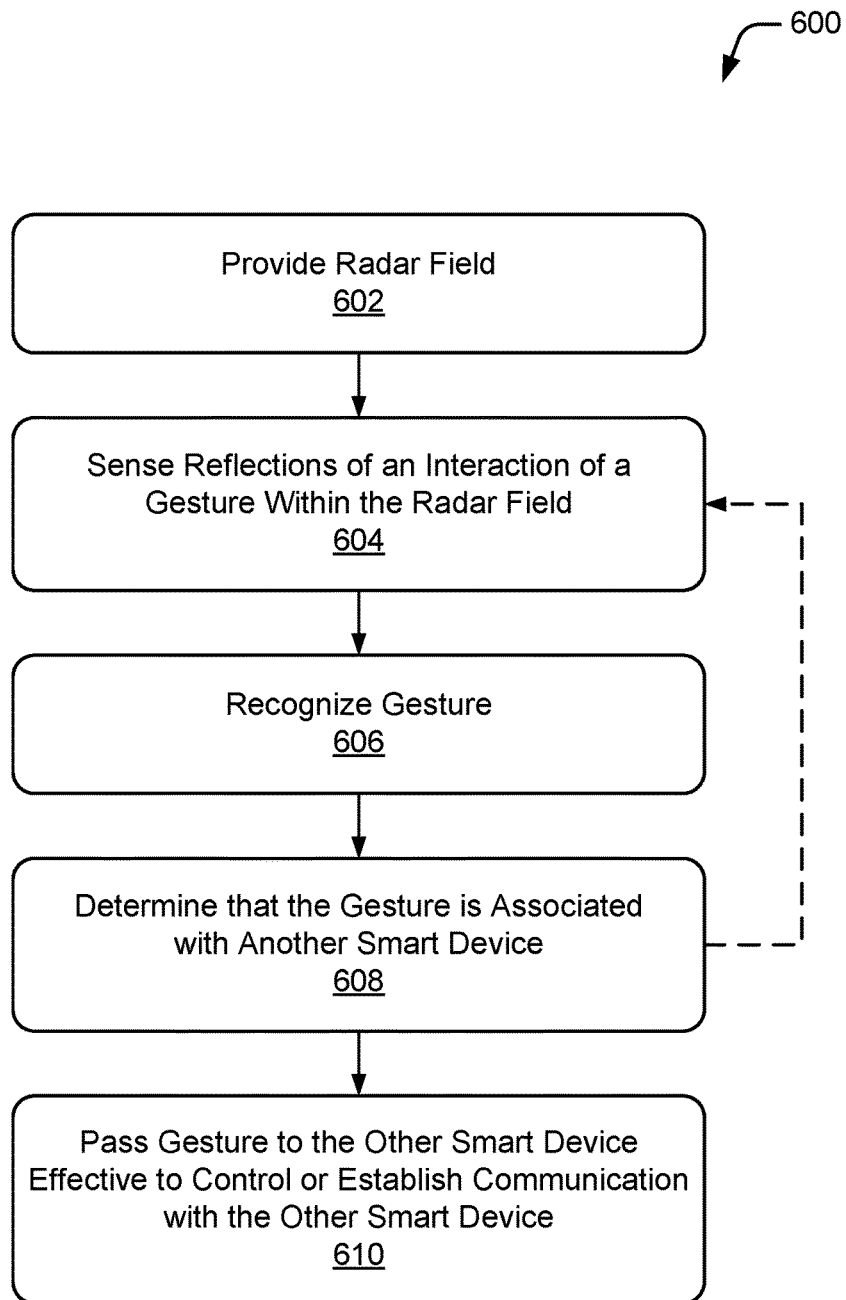 600
Provide Radar Field
602
Sense Reflections of an Interaction of a
Gesture Within the Radar Field
604
Recognize Gesture
606
Determine that the Gesture is Associated
with Another Smart Device
608
Pass Gesture to the Other Smart Device
Effective to Control or Establish Communication
with the Other Smart Device
610